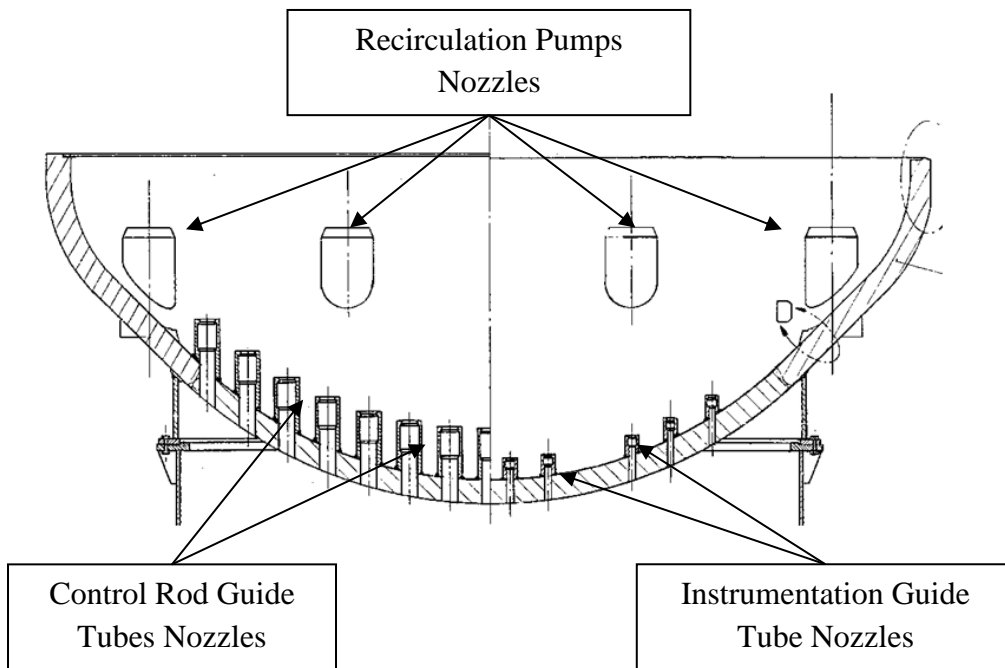 Recirculation Pumps
Nozzles
Control Rod Guide
Tubes Nozzles
Instrumentation Guide
Tube Nozzles